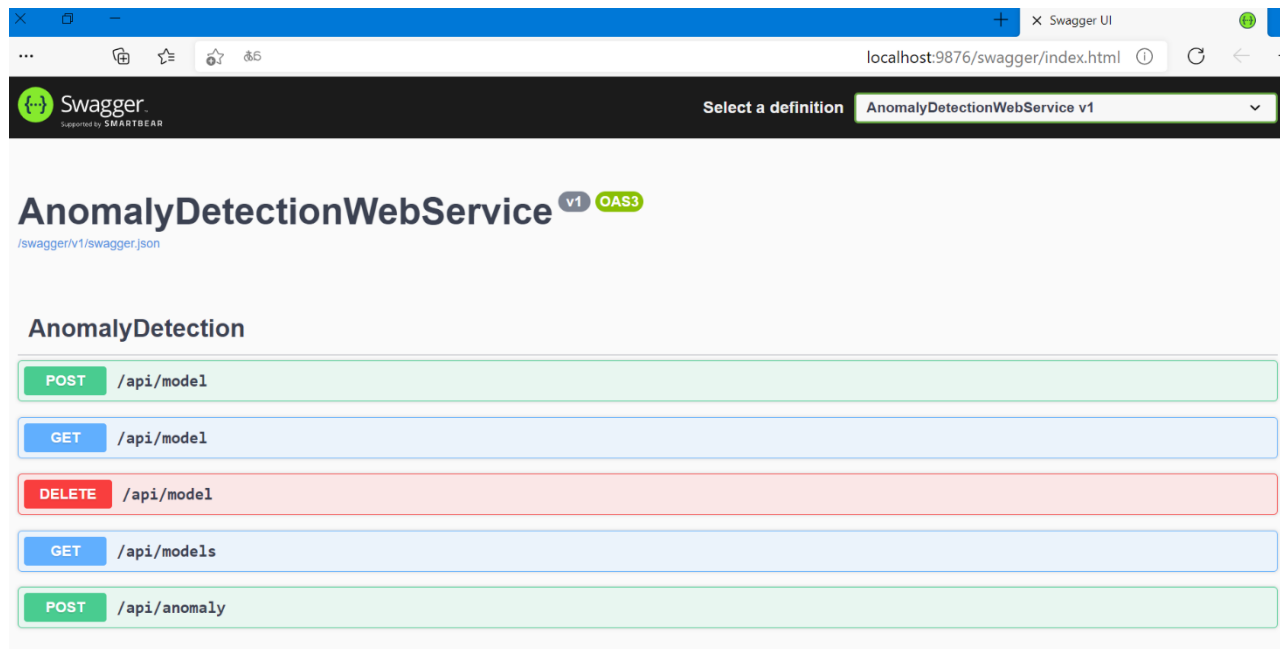 Swagger UI
localhost:9876/swagger/index.html
Swagger.
Supported by SMARTBEAR
Select a definition
AnomalyDetectionWebService v1
AnomalyDetectionWebService v1 OAS3
/swagger/v1/swagger.json
AnomalyDetection
POST /api/model
GET /api/model
DELETE /api/model
GET /api/models
POST /api/anomaly